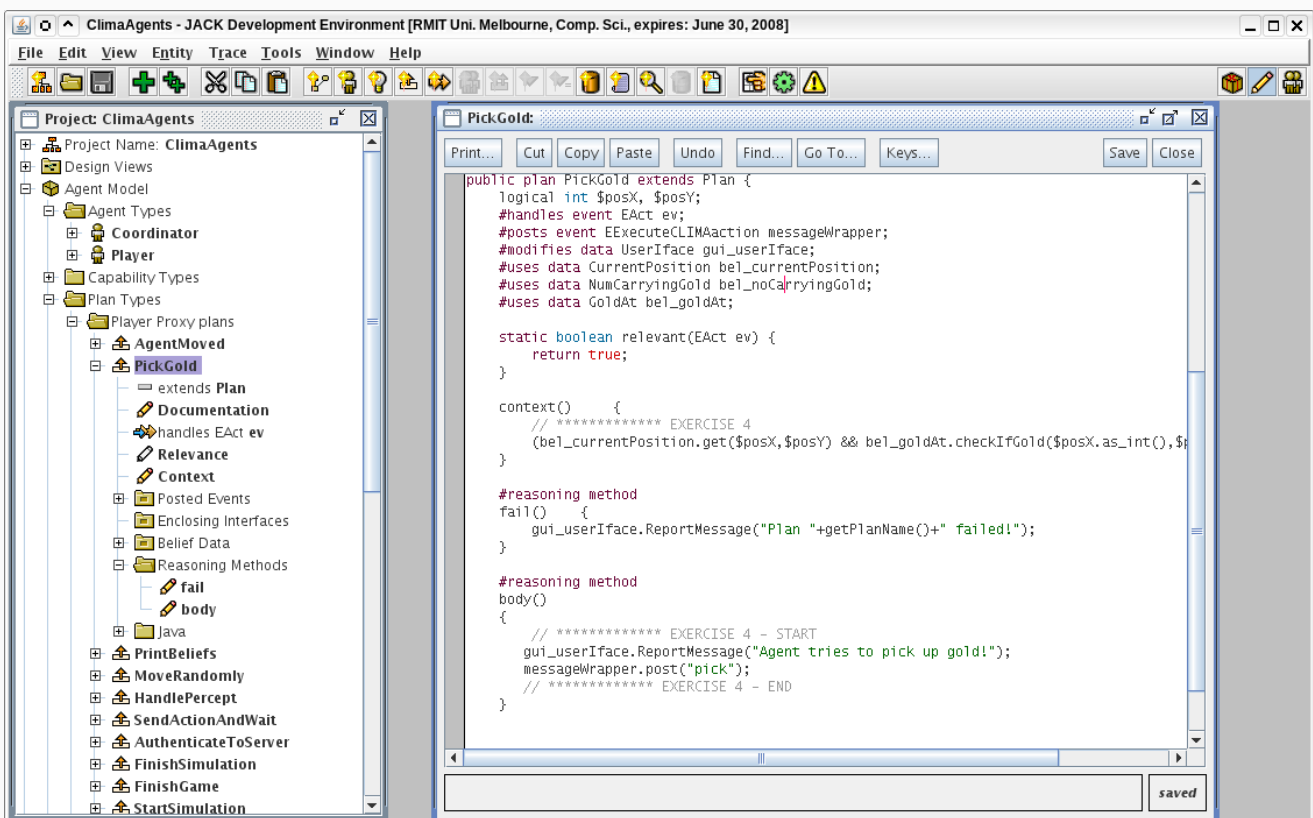 ClimaAgents - JACK Development Environment [RMIT Uni. Melbourne, Comp. Sci., expires: June 30, 2008]
File Edit View Entity Trace Tools Window Help
Project: ClimaAgents
Project Name: ClimaAgents
Design Views
Agent Model
Agent Types
Coordinator
Player
Capability Types
Plan Types
Player Proxy plans
AgentMoved
PickGold
extends Plan
Documentation
handles EAct ev
Relevance
Context
Posted Events
Enclosing Interfaces
Belief Data
Reasoning Methods
fail
body
Java
PrintBeliefs
MoveRandomly
HandlePercept
SendActionAndWait
AuthenticateToServer
FinishSimulation
FinishGame
StartSimulation
PickGold:
Print... Cut Copy Paste Undo Find... Go To... Keys... Save Close
public plan PickGold extends Plan {
logical int $posX, $posY;
#handles event EAct ev;
#posts event EExecuteCLIMAaction messageWrapper;
#modifies data UserIface gui_userIface;
#uses data CurrentPosition bel_currentPosition;
#uses data NumCarryingGold bel_noCarryingGold;
#uses data GoldAt bel_goldAt;
static boolean relevant(EAct ev) {
return true;
}
context() {
// ************* EXERCISE 4
(bel_currentPosition.get($posX,$posY) && bel_goldAt.checkIfGold($posX.as_int(),$p
}
#reasoning method
fail() {
gui_userIface.ReportMessage("Plan "+getPlanName()+" failed!");
}
#reasoning method
body()
{
// ************* EXERCISE 4 - START
gui_userIface.ReportMessage("Agent tries to pick up gold!");
messageWrapper.post("pick");
// ************* EXERCISE 4 - END
}
saved